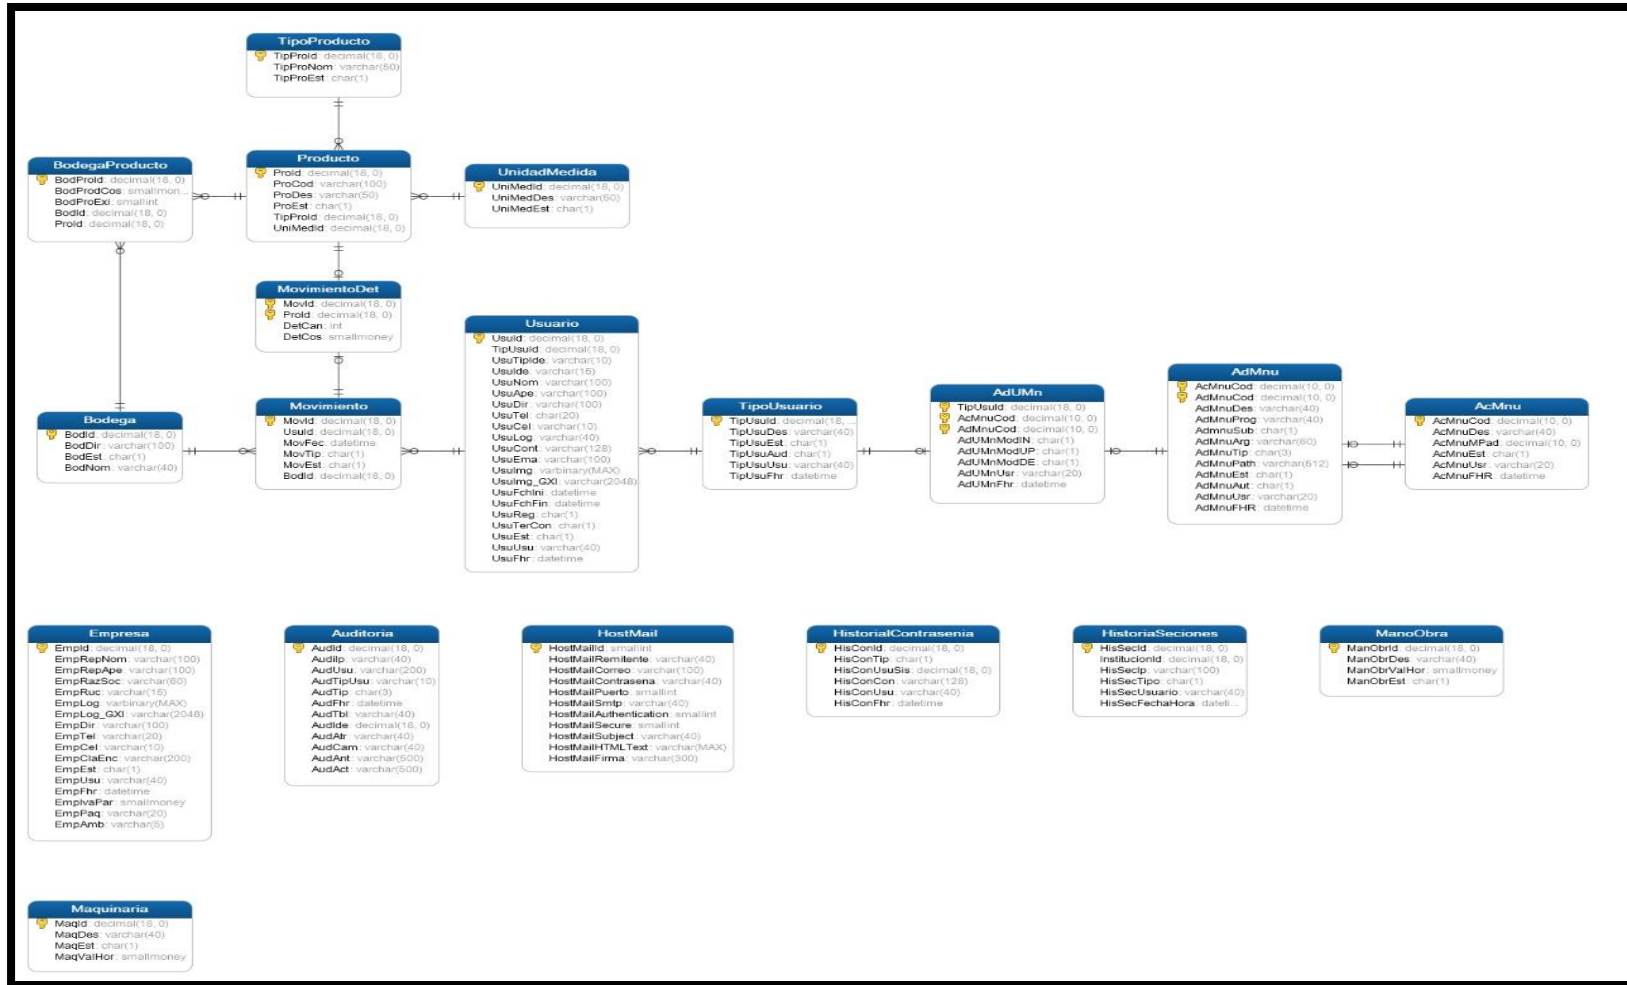 TipoProducto
TipProId: decimal(18, 0)
TipProNom: varchar(50)
TipProEst: char(1)
BodegaProducto
BodProId: decimal(18, 0)
BodProdCos: smallmon...
BodProExi: smallint
BodId: decimal(18, 0)
ProId: decimal(18, 0)
Producto
ProId: decimal(18, 0)
ProCod: varchar(100)
ProDes: varchar(50)
ProEst: char(1)
TipProId: decimal(18, 0)
UniMedId: decimal(18, 0)
UnidadMedida
UniMedId: decimal(18, 0)
UniMedDes: varchar(50)
UniMedEst: char(1)
MovimientoDet
MovId: decimal(18, 0)
ProId: decimal(18, 0)
DetCan: int
DetCos: smallmoney
Usuario
UsuId: decimal(18, 0)
TipUsuId: decimal(18, 0)
UsuTipIde: varchar(10)
UsuIde: varchar(15)
UsuNom: varchar(100)
UsuApe: varchar(100)
UsuDir: varchar(100)
UsuTel: char(20)
UsuCel: varchar(10)
UsuLog: varchar(40)
UsuCont: varchar(128)
UsuEma: varchar(100)
UsuImg: varbinary(MAX)
UsuImg_GXI: varchar(2048)
UsuFchIni: datetime
UsuFchFin: datetime
UsuReg: char(1)
UsuTerCon: char(1)
UsuEst: char(1)
UsuUsu: varchar(40)
UsuFhr: datetime
Bodega
BodId: decimal(18, 0)
BodDir: varchar(100)
BodEst: char(1)
BodNom: varchar(40)
Movimiento
MovId: decimal(18, 0)
UsuId: decimal(18, 0)
MovFec: datetime
MovTip: char(1)
MovEst: char(1)
BodId: decimal(18, 0)
TipoUsuario
TipUsuId: decimal(18, ...
TipUsuDes: varchar(40)
TipUsuEst: char(1)
TipUsuAud: char(1)
TipUsuUsu: varchar(40)
TipUsuFhr: datetime
AdUMn
TipUsuId: decimal(18, 0)
AcMnuCod: decimal(10, 0)
AdMnuCod: decimal(10, 0)
AdUMnModIN: char(1)
AdUMnModUP: char(1)
AdUMnModDE: char(1)
AdUMnUsr: varchar(20)
AdUMnFhr: datetime
AdMnu
AcMnuCod: decimal(10, 0)
AdMnuCod: decimal(10, 0)
AdMnuDes: varchar(40)
AdMnuProg: varchar(40)
AdmnuSub: char(1)
AdMnuArg: varchar(60)
AdMnuTip: char(3)
AdMnuPath: varchar(512)
AdMnuEst: char(1)
AdMnuAut: char(1)
AdMnuUsr: varchar(20)
AdMnuFHR: datetime
AcMnu
AcMnuCod: decimal(10, 0)
AcMnuDes: varchar(40)
AcMnuMPad: decimal(10, 0)
AcMnuEst: char(1)
AcMnuUsr: varchar(20)
AcMnuFHR: datetime
Empresa
EmpId: decimal(18, 0)
EmpRepNom: varchar(100)
EmpRepApe: varchar(100)
EmpRazSoc: varchar(60)
EmpRuc: varchar(15)
EmpLog: varbinary(MAX)
EmpLog_GXI: varchar(2048)
EmpDir: varchar(100)
EmpTel: varchar(20)
EmpCel: varchar(10)
EmpClaEnc: varchar(200)
EmpEst: char(1)
EmpUsu: varchar(40)
EmpFhr: datetime
EmpIvaPar: smallmoney
EmpPaq: varchar(20)
EmpAmb: varchar(5)
Auditoria
AudId: decimal(18, 0)
AudiIp: varchar(40)
AudUsu: varchar(200)
AudTipUsu: varchar(10)
AudTip: char(3)
AudFhr: datetime
AudTbl: varchar(40)
AudIde: decimal(18, 0)
AudAtr: varchar(40)
AudCam: varchar(40)
AudAnt: varchar(500)
AudAct: varchar(500)
HostMail
HostMailId: smallint
HostMailRemitente: varchar(40)
HostMailCorreo: varchar(100)
HostMailContrasena: varchar(40)
HostMailPuerto: smallint
HostMailSmtp: varchar(40)
HostMailAuthentication: smallint
HostMailSecure: smallint
HostMailSubject: varchar(40)
HostMailHTMLText: varchar(MAX)
HostMailFirma: varchar(300)
HistorialContrasenia
HisConId: decimal(18, 0)
HisConTip: char(1)
HisConUsuSis: decimal(18, 0)
HisConCon: varchar(128)
HisConUsu: varchar(40)
HisConFhr: datetime
HistoriaSeciones
HisSecId: decimal(18, 0)
InstitucionId: decimal(18, 0)
HisSecIp: varchar(100)
HisSecTipo: char(1)
HisSecUsuario: varchar(40)
HisSecFechaHora: dateti...
ManoObra
ManObrId: decimal(18, 0)
ManObrDes: varchar(40)
ManObrValHor: smallmoney
ManObrEst: char(1)
Maquinaria
MaqId: decimal(18, 0)
MaqDes: varchar(40)
MaqEst: char(1)
MaqValHor: smallmoney